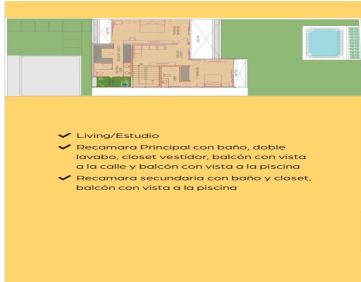 Living/Estudio
Recamara Principal con baño, doble
lavabo, closet vestidor, balcón con vista
a la calle y balcón con vista a la piscina
Recamara secundaria con baño y closet,
balcón con vista a la piscina